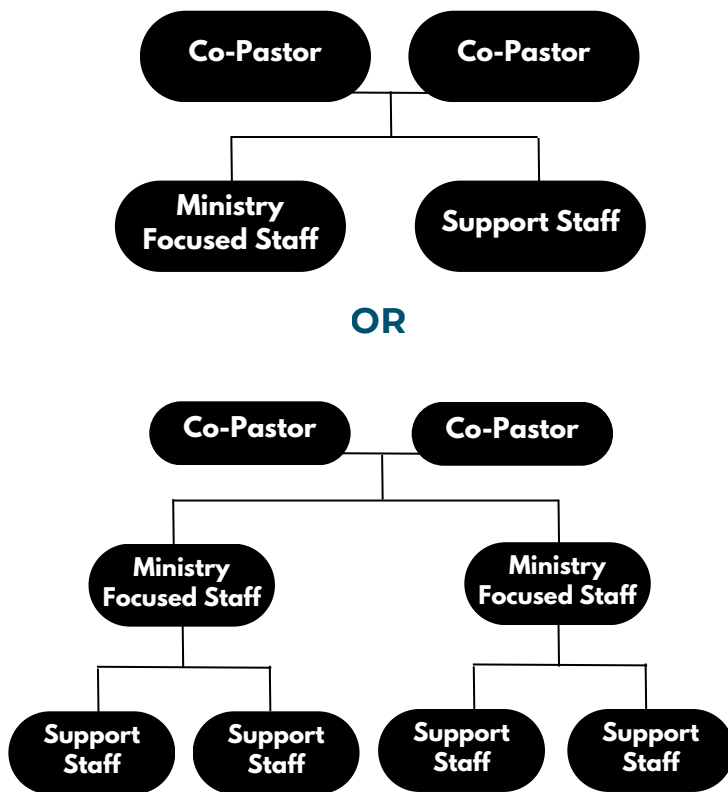 Co-Pastor
Co-Pastor
Ministry
Focused Staff
Support Staff
OR
Co-Pastor
Co-Pastor
Ministry
Focused Staff
Ministry
Focused Staff
Support
Staff
Support
Staff
Support
Staff
Support
Staff